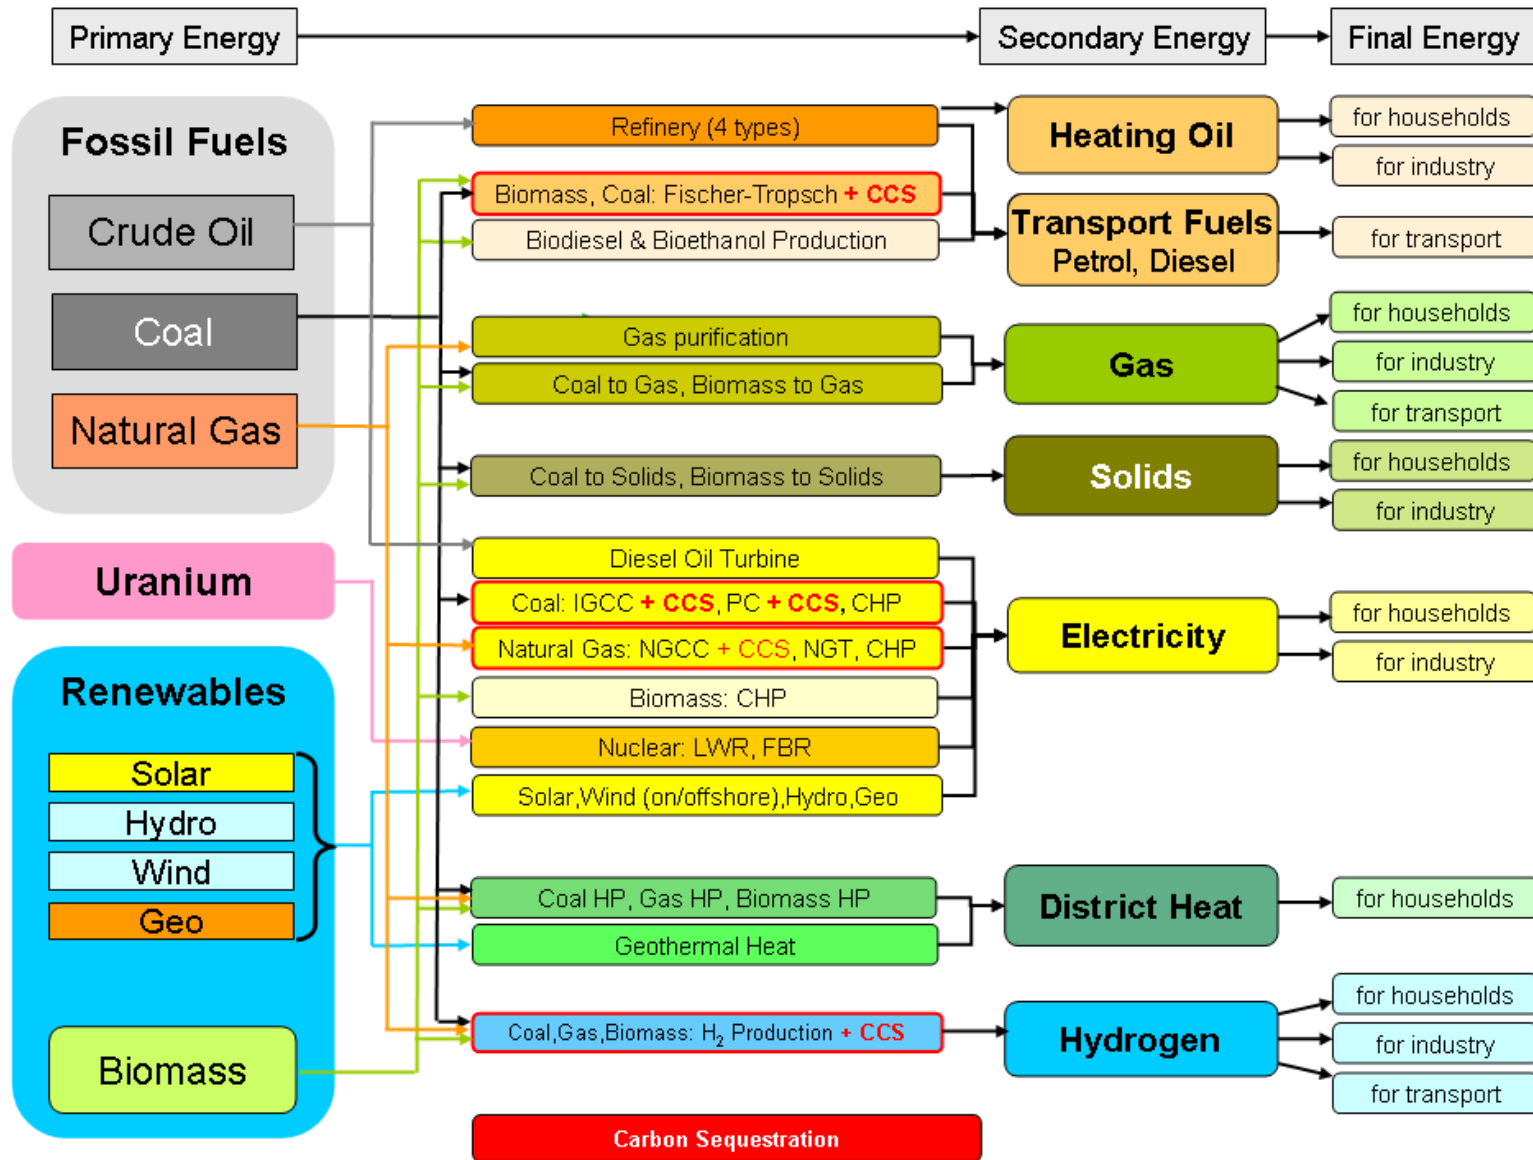 Primary Energy
Secondary Energy
Final Energy
Fossil Fuels
Crude Oil
Coal
Natural Gas
Uranium
Renewables
Solar
Hydro
Wind
Geo
Biomass
Refinery (4 types)
Biomass, Coal: Fischer-Tropsch + CCS
Biodiesel & Bioethanol Production
Gas purification
Coal to Gas, Biomass to Gas
Coal to Solids, Biomass to Solids
Diesel Oil Turbine
Coal: IGCC + CCS, PC + CCS, CHP
Natural Gas: NGCC + CCS, NGT, CHP
Biomass: CHP
Nuclear: LWR, FBR
Solar,Wind (on/offshore),Hydro,Geo
Coal HP, Gas HP, Biomass HP
Geothermal Heat
Coal,Gas,Biomass: H₂ Production + CCS
Carbon Sequestration
Heating Oil
Transport Fuels
Petrol, Diesel
Gas
Solids
Electricity
District Heat
Hydrogen
for households
for industry
for transport
for households
for industry
for transport
for households
for industry
for households
for industry
for households
for households
for industry
for transport